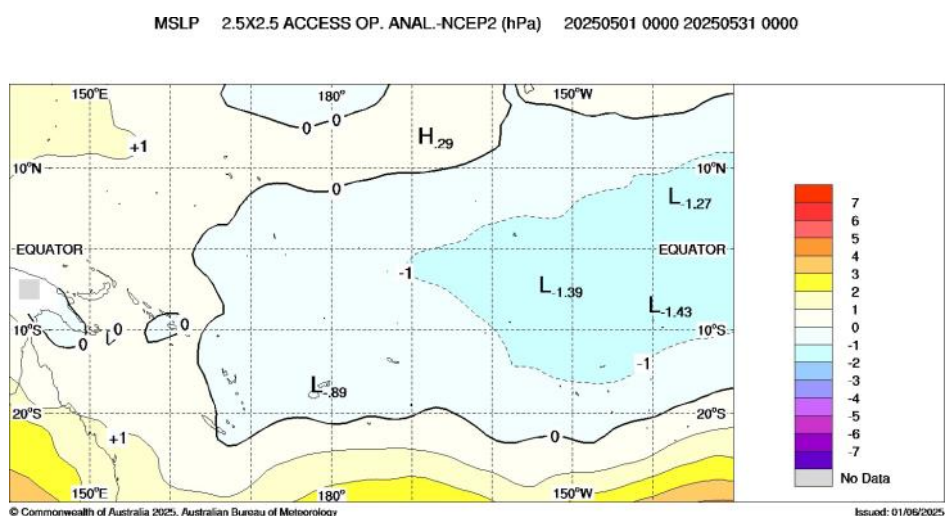 MSLP 2.5X2.5 ACCESS OP. ANAL.-NCEP2 (hPa) 20250501 0000 20250531 0000
150°E 180° 150°W
0 0
+1 H.29
10°N 0 10°N
L-1.27
EQUATOR EQUATOR
-1 L-1.39
L-1.43
0 0 0
10°S 0 10°S
-1
L-.89
20°S 20°S
+1 0
150°E 180° 150°W
7
6
5
4
3
2
1
0
-1
-2
-3
-4
-5
-6
-7
No Data
© Commonwealth of Australia 2025, Australian Bureau of Meteorology Issued: 01/06/2025